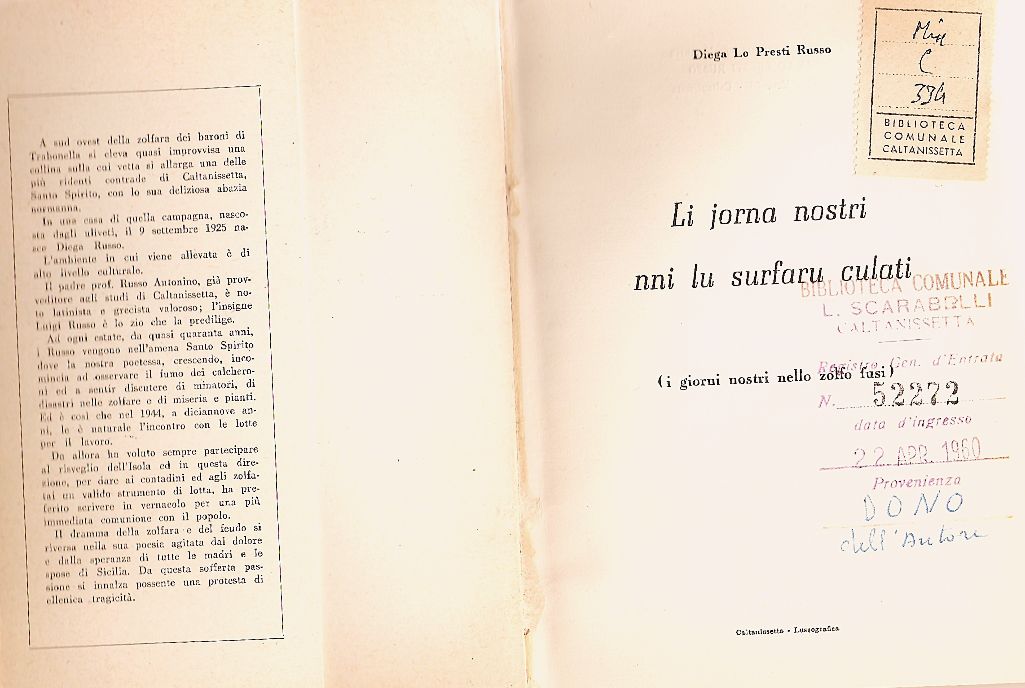 A sud ovest della zolfara dei baroni di
Trabonella si eleva quasi improvvisa una
collina sulla cui vetta si allarga una delle
più ridenti contrade di Caltanissetta,
Santo Spirito, con lo sua deliziosa abazia
normanna.
In una casa di quella campagna, nasco-
sta dagli uliveti, il 9 settembre 1925 na-
sce Diega Russo.
L'ambiente in cui viene allevata è di
alto livello culturale.
Il padre prof. Russo Antonino, già prov-
veditore agli studi di Caltanissetta, è no-
to latinista e grecista valoroso; l'insigne
Luigi Russo è lo zio che la predilige.
Ad ogni estate, da quasi quaranta anni,
i Russo vengono nell'amena Santo Spirito
dove la nostra poetessa, crescendo, inco-
mincia ad osservare il fumo dei calchero-
ni ed a sentir discutere di minatori, di
disastri nelle zolfare e di miseria e pianti.
Ed è così che nel 1944, a diciannove an-
ni, le è naturale l'incontro con le lotte
per il lavoro.
Da allora ha voluto sempre partecipare
al risveglio dell'Isola ed in questa dire-
zione, per dare ai contadini ed agli zolfa-
tai un valido strumento di lotta, ha pre-
ferito scrivere in vernacolo per una più
immediata comunione con il popolo.
Il dramma della zolfara e del feudo si
riversa nella sua poesia agitata dal dolore
e dalla speranza di tutte le madri e le
spose di Sicilia. Da questa sofferta pas-
sione si innalza possente una protesta di
ellenica tragicità.
Diega Lo Presti Russo
Min
C
334
BIBLIOTECA
COMUNALE
CALTANISSETTA
Li jorna nostri
nni lu surfaru culati
BIBLIOTECA COMUNALE
L. SCARABELLI
CALTANISSETTA
(i giorni nostri nello zolfo fusi)
Registro Gen. d'Entrata
N. 52272
data d'ingresso
22 APR. 1960
Provenienza
DONO
dell'Autore
Caltanissetta - Lussografica